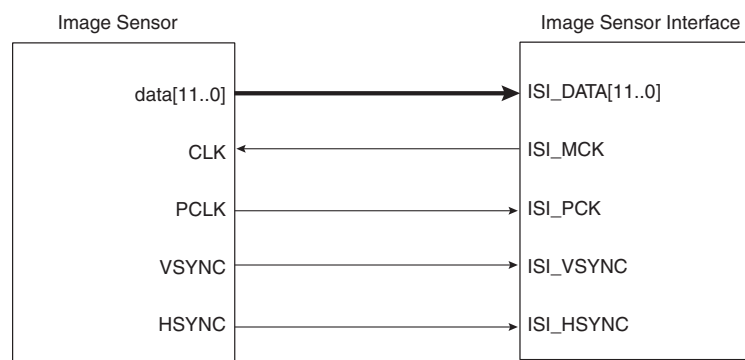 Image Sensor
Image Sensor Interface
data[11..0]
ISI_DATA[11..0]
CLK
ISI_MCK
PCLK
ISI_PCK
VSYNC
ISI_VSYNC
HSYNC
ISI_HSYNC